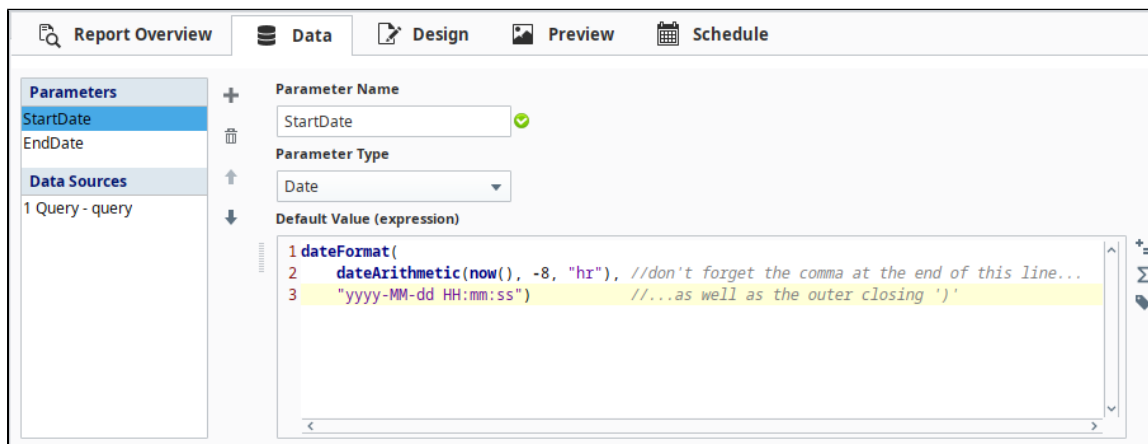 Report Overview Data Design Preview Schedule
Parameters
StartDate
EndDate
Data Sources
1 Query - query
Parameter Name
StartDate
Parameter Type
Date
Default Value (expression)
1 dateFormat(
2 dateArithmetic(now(), -8, "hr"), //don't forget the comma at the end of this line...
3 "yyyy-MM-dd HH:mm:ss") //...as well as the outer closing ')'